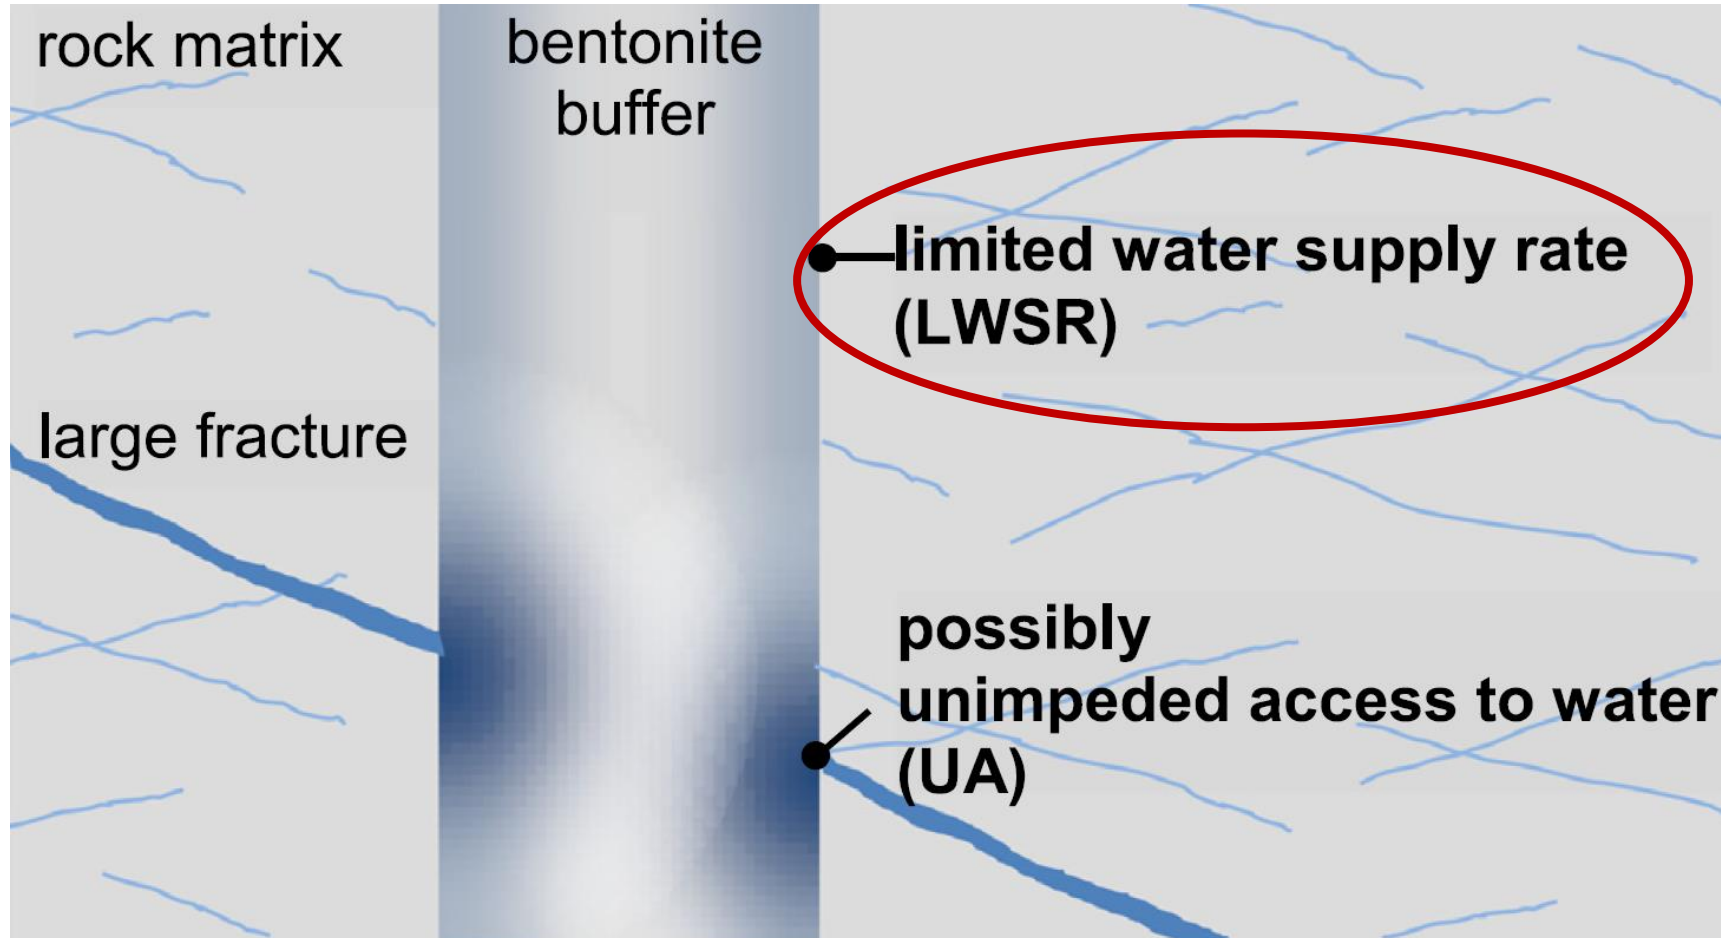 rock matrix
bentonite
buffer
limited water supply rate
(LWSR)
large fracture
possibly
unimpeded access to water
(UA)